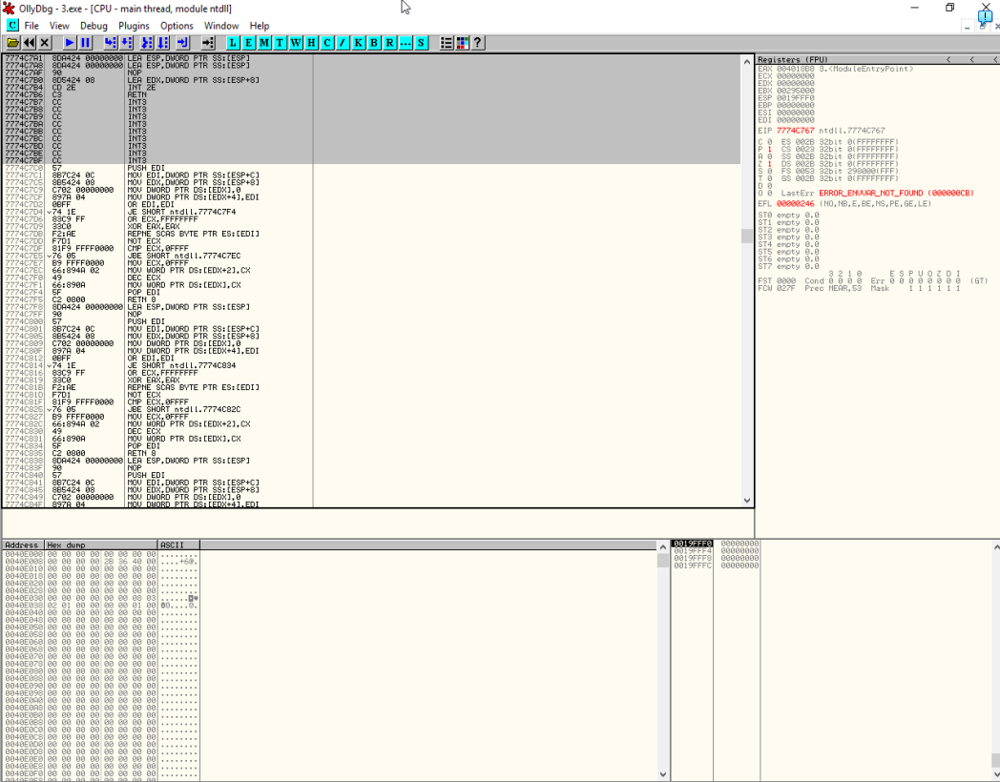 OllyDbg - 3.exe - [CPU - main thread, module ntdll]
C File View Debug Plugins Options Window Help
L E M T W H C / K B R ... S ?
7774C7A1 8DA424 00000000 LEA ESP,DWORD PTR SS:[ESP]
7774C7A8 8DA424 00000000 LEA ESP,DWORD PTR SS:[ESP]
7774C7AF 90 NOP
7774C7B0 8D5424 08 LEA EDX,DWORD PTR SS:[ESP+8]
7774C7B4 CD 2E INT 2E
7774C7B6 C3 RETN
7774C7B7 CC INT3
7774C7B8 CC INT3
7774C7B9 CC INT3
7774C7BA CC INT3
7774C7BB CC INT3
7774C7BC CC INT3
7774C7BD CC INT3
7774C7BE CC INT3
7774C7BF CC INT3
7774C7C0 57 PUSH EDI
7774C7C1 8B7C24 0C MOV EDI,DWORD PTR SS:[ESP+C]
7774C7C5 8B5424 08 MOV EDX,DWORD PTR SS:[ESP+8]
7774C7C9 C702 00000000 MOV DWORD PTR DS:[EDX],0
7774C7CF 897A 04 MOV DWORD PTR DS:[EDX+4],EDI
7774C7D2 0BFF OR EDI,EDI
7774C7D4 74 1E JE SHORT ntdll.7774C7F4
7774C7D6 83C9 FF OR ECX,FFFFFFFF
7774C7D9 33C0 XOR EAX,EAX
7774C7DB F2:AE REPNE SCAS BYTE PTR ES:[EDI]
7774C7DD F7D1 NOT ECX
7774C7DF 81F9 FFFF0000 CMP ECX,0FFFF
7774C7E5 76 05 JBE SHORT ntdll.7774C7EC
7774C7E7 B9 FFFF0000 MOV ECX,0FFFF
7774C7EC 66:894A 02 MOV WORD PTR DS:[EDX+2],CX
7774C7F0 49 DEC ECX
7774C7F1 66:890A MOV WORD PTR DS:[EDX],CX
7774C7F4 5F POP EDI
7774C7F5 C2 0800 RETN 8
7774C7F8 8DA424 00000000 LEA ESP,DWORD PTR SS:[ESP]
7774C7FF 90 NOP
7774C800 57 PUSH EDI
7774C801 8B7C24 0C MOV EDI,DWORD PTR SS:[ESP+C]
7774C805 8B5424 08 MOV EDX,DWORD PTR SS:[ESP+8]
7774C809 C702 00000000 MOV DWORD PTR DS:[EDX],0
7774C80F 897A 04 MOV DWORD PTR DS:[EDX+4],EDI
7774C812 0BFF OR EDI,EDI
7774C814 74 1E JE SHORT ntdll.7774C834
7774C816 83C9 FF OR ECX,FFFFFFFF
7774C819 33C0 XOR EAX,EAX
7774C81B F2:AE REPNE SCAS BYTE PTR ES:[EDI]
7774C81D F7D1 NOT ECX
7774C81F 81F9 FFFF0000 CMP ECX,0FFFF
7774C825 76 05 JBE SHORT ntdll.7774C82C
7774C827 B9 FFFF0000 MOV ECX,0FFFF
7774C82C 66:894A 02 MOV WORD PTR DS:[EDX+2],CX
7774C830 49 DEC ECX
7774C831 66:890A MOV WORD PTR DS:[EDX],CX
7774C834 5F POP EDI
7774C835 C2 0800 RETN 8
7774C838 8DA424 00000000 LEA ESP,DWORD PTR SS:[ESP]
7774C83F 90 NOP
7774C840 57 PUSH EDI
7774C841 8B7C24 0C MOV EDI,DWORD PTR SS:[ESP+C]
7774C845 8B5424 08 MOV EDX,DWORD PTR SS:[ESP+8]
7774C849 C702 00000000 MOV DWORD PTR DS:[EDX],0
7774C84F 897A 04 MOV DWORD PTR DS:[EDX+4],EDI
Registers (FPU) < < <
EAX 004018B8 3.<ModuleEntryPoint>
ECX 00000000
EDX 00000000
EBX 00295000
ESP 0019FFF0
EBP 00000000
ESI 00000000
EDI 00000000
EIP 7774C767 ntdll.7774C767
C 0 ES 002B 32bit 0(FFFFFFFF)
P 1 CS 0023 32bit 0(FFFFFFFF)
A 0 SS 002B 32bit 0(FFFFFFFF)
Z 1 DS 002B 32bit 0(FFFFFFFF)
S 0 FS 0053 32bit 298000(FFF)
T 0 GS 002B 32bit 0(FFFFFFFF)
D 0
O 0 LastErr ERROR_ENVVAR_NOT_FOUND (000000CB)
EFL 00000246 (NO,NB,E,BE,NS,PE,GE,LE)
ST0 empty 0.0
ST1 empty 0.0
ST2 empty 0.0
ST3 empty 0.0
ST4 empty 0.0
ST5 empty 0.0
ST6 empty 0.0
ST7 empty 0.0
3 2 1 0 E S P U O Z D I
FST 0000 Cond 0 0 0 0 Err 0 0 0 0 0 0 0 0 (GT)
FCW 027F Prec NEAR,53 Mask 1 1 1 1 1 1
Address Hex dump ASCII
0040E000 00 00 00 00 00 00 00 00 ........
0040E008 00 00 00 00 2B 36 40 00 ....+6@.
0040E010 00 00 00 00 00 00 00 00 ........
0040E018 00 00 00 00 00 00 00 00 ........
0040E020 00 00 00 00 00 00 00 00 ........
0040E028 00 00 00 00 00 00 00 00 ........
0040E030 00 00 00 00 00 00 08 03 ......◘♥
0040E038 02 01 00 00 00 00 01 00
0040E040 00 00 00 00 00 00 00 00 ........
0040E048 00 00 00 00 00 00 00 00 ........
0040E050 00 00 00 00 00 00 00 00 ........
0040E058 00 00 00 00 00 00 00 00 ........
0040E060 00 00 00 00 00 00 00 00 ........
0040E068 00 00 00 00 00 00 00 00 ........
0040E070 00 00 00 00 00 00 00 00 ........
0040E078 00 00 00 00 00 00 00 00 ........
0040E080 00 00 00 00 00 00 00 00 ........
0040E088 00 00 00 00 00 00 00 00 ........
0040E090 00 00 00 00 00 00 00 00 ........
0040E098 00 00 00 00 00 00 00 00 ........
0040E0A0 00 00 00 00 00 00 00 00 ........
0040E0A8 00 00 00 00 00 00 00 00 ........
0040E0B0 00 00 00 00 00 00 00 00 ........
0040E0B8 00 00 00 00 00 00 00 00 ........
0040E0C0 00 00 00 00 00 00 00 00 ........
0040E0C8 00 00 00 00 00 00 00 00 ........
0040E0D0 00 00 00 00 00 00 00 00 ........
0040E0D8 00 00 00 00 00 00 00 00 ........
0040E0E0 00 00 00 00 00 00 00 00 ........
0040E0E8 00 00 00 00 00 00 00 00 ........
0040E0F0 00 00 00 00 00 00 00 00 ........
0040E0F8 00 00 00 00 00 00 00 00 ........
0019FFF0 00000000
0019FFF4 00000000
0019FFF8 00000000
0019FFFC 00000000